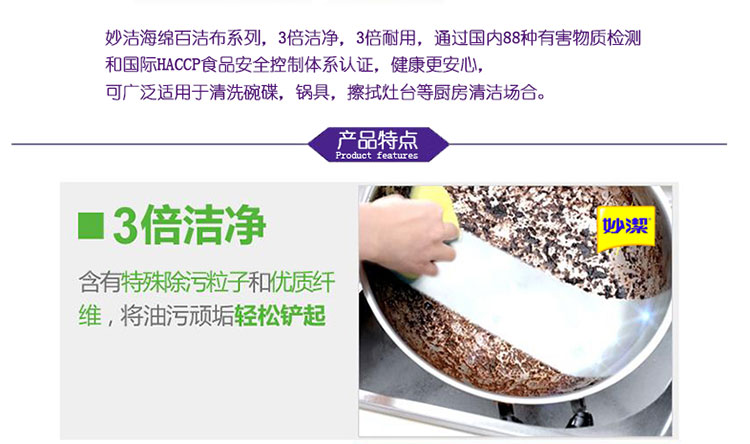 妙洁海绵百洁布系列，3倍洁净，3倍耐用，通过国内88种有害物质检测
和国际HACCP食品安全控制体系认证，健康更安心，
可广泛适用于清洗碗碟，锅具，擦拭灶台等厨房清洁场合。
产品特点
Product features
3倍洁净
含有特殊除污粒子和优质纤
维，将油污顽垢轻松铲起
妙潔